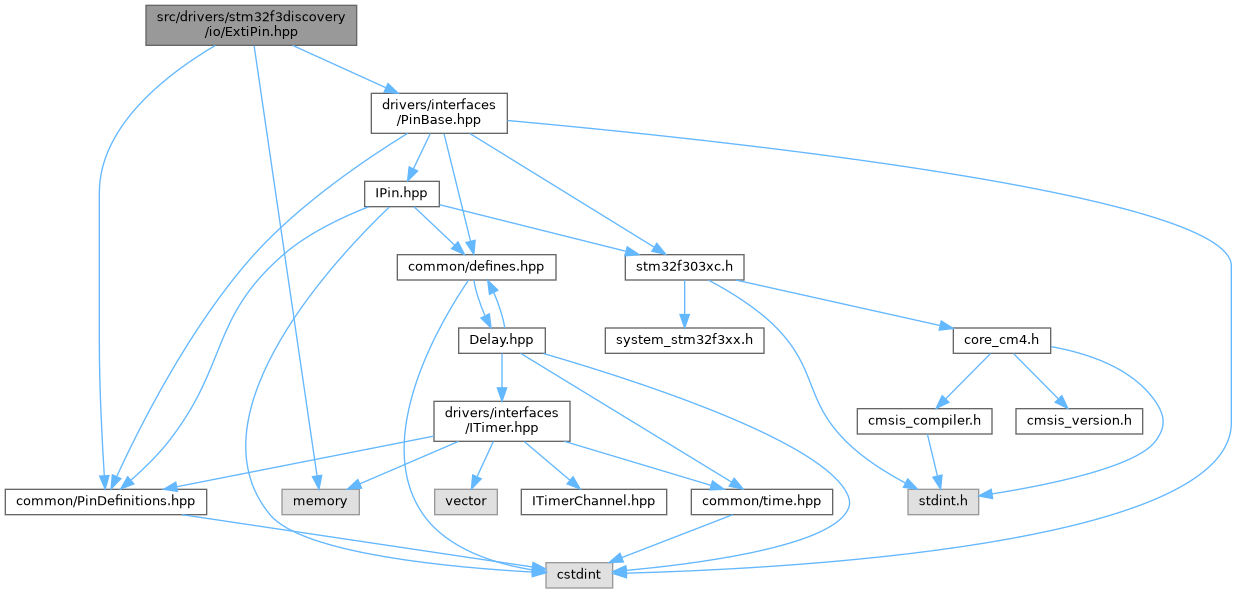 src/drivers/stm32f3discovery
/io/ExtiPin.hpp
drivers/interfaces
/PinBase.hpp
IPin.hpp
common/defines.hpp
stm32f303xc.h
Delay.hpp
system_stm32f3xx.h
core_cm4.h
drivers/interfaces
/ITimer.hpp
cmsis_compiler.h
cmsis_version.h
common/PinDefinitions.hpp
memory
vector
ITimerChannel.hpp
common/time.hpp
stdint.h
cstdint